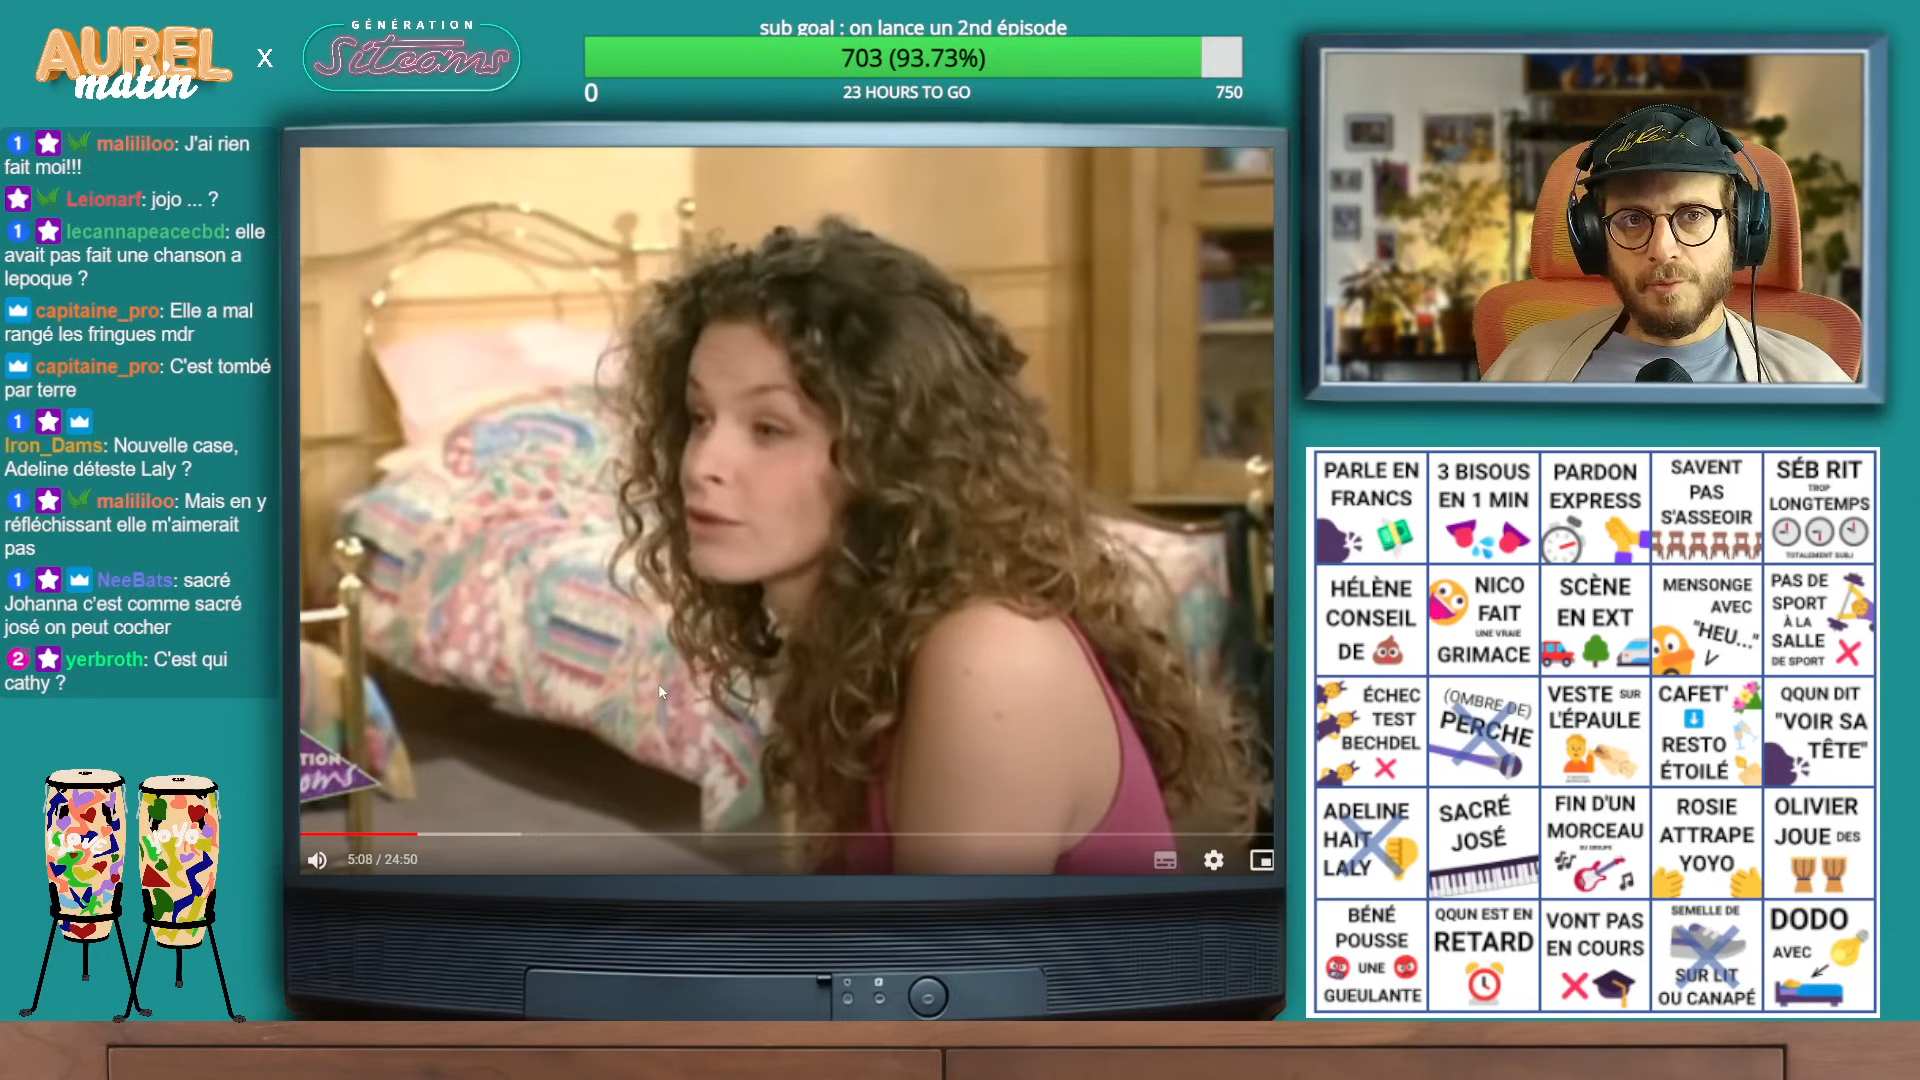 AUREL
matin
X
GÉNÉRATION
Sitcoms
sub goal : on lance un 2nd épisode
703 (93.73%)
0
23 HOURS TO GO
750
malililoo: J'ai rien
fait moi!!!
Leionarf: jojo ... ?
lecannapeacecbd: elle
avait pas fait une chanson a
lepoque ?
capitaine_pro: Elle a mal
rangé les fringues mdr
capitaine_pro: C'est tombé
par terre
Iron_Dams: Nouvelle case,
Adeline déteste Laly ?
malililoo: Mais en y
réfléchissant elle m'aimerait
pas
NeeBats: sacré
Johanna c'est comme sacré
josé on peut cocher
yerbroth: C'est qui
cathy ?
TION
oms
5:08 / 24:50
PARLE EN
FRANCS
3 BISOUS
EN 1 MIN
PARDON
EXPRESS
SAVENT
PAS
S'ASSEOIR
SÉB RIT
TROP
LONGTEMPS
HÉLÈNE
CONSEIL
DE
NICO
FAIT
UNE VRAIE
GRIMACE
SCÈNE
EN EXT
MENSONGE
AVEC
"HEU..."
PAS DE
SPORT
À LA
SALLE
DE SPORT
ÉCHEC
TEST
BECHDEL
(OMBRE DE)
PERCHE
VESTE SUR
L'ÉPAULE
CAFET'
RESTO
ÉTOILÉ
QQUN DIT
"VOIR SA
TÊTE"
ADELINE
HAIT
LALY
SACRÉ
JOSÉ
FIN D'UN
MORCEAU
DU GROUPE
ROSIE
ATTRAPE
YOYO
OLIVIER
JOUE DES
BÉNÉ
POUSSE
UNE
GUEULANTE
QQUN EST EN
RETARD
VONT PAS
EN COURS
SEMELLE DE
SUR LIT
OU CANAPÉ
DODO
AVEC